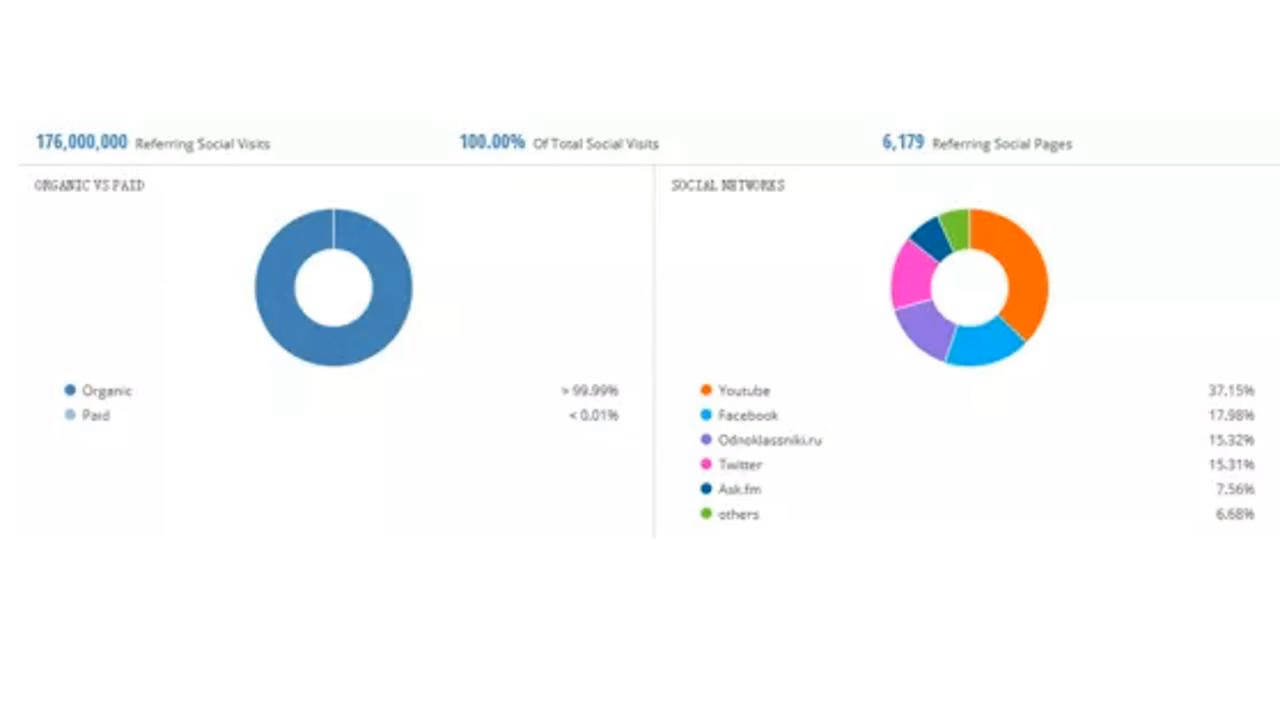 176,000,000 Referring Social Visits
100.00% Of Total Social Visits
6,179 Referring Social Pages
ORGANIC VS PAID
Organic > 99.99%
Paid < 0.01%
SOCIAL NETWORKS
Youtube 37.15%
Facebook 17.98%
Odnoklassniki.ru 15.32%
Twitter 15.31%
Ask.fm 7.56%
others 6.68%